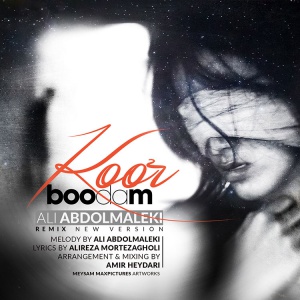 Koor
boodam
ALI ABDOLMALEKI
REMIX NEW VERSION
MELODY BY ALI ABDOLMALEKI
LYRICS BY ALIREZA MORTEZAGHOLI
ARRANGEMENT & MIXING BY
AMIR HEYDARI
MEYSAM MAXPICTURES ARTWORKS